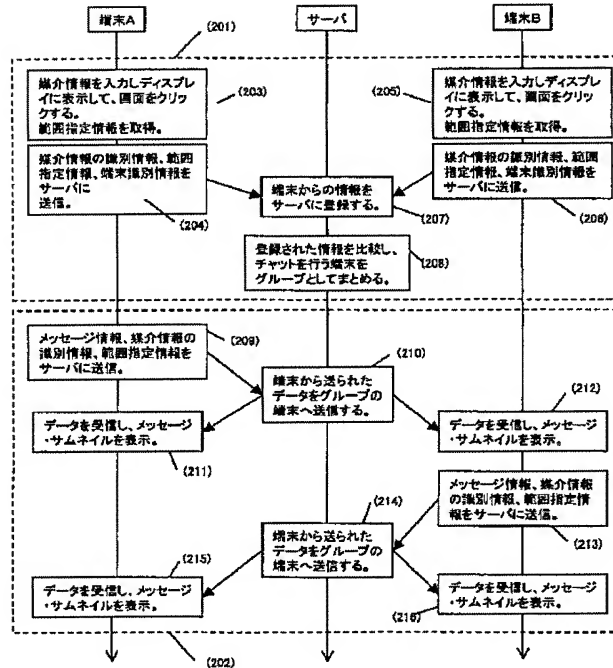 端末A
サーバ
端末B
(201)
媒介情報を入力しディスプレ
イに表示して、画面をクリッ
クする。
範囲指定情報を取得。
(203)
(205)
媒介情報を入力しディスプレ
イに表示して、画面をクリッ
クする。
範囲指定情報を取得。
媒介情報の識別情報、範囲
指定情報、端末識別情報を
サーバに
送信。
(204)
端末からの情報を
サーバに登録する。
(207)
媒介情報の識別情報、範囲
指定情報、端末識別情報を
サーバに
送信。
(206)
登録された情報を比較し、
チャットを行う端末を
グループとしてまとめる。
(208)
メッセージ情報、媒介情報の
識別情報、範囲指定情報を
サーバに送信。
(209)
端末から送られた
データをグループの
端末へ送信する。
(210)
データを受信し、メッセージ
・サムネイルを表示。
(211)
データを受信し、メッセージ
・サムネイルを表示。
(212)
メッセージ情報、媒介情報
の識別情報、範囲指定情
報をサーバに送信。
(213)
端末から送られた
データをグループの
端末へ送信する。
(214)
データを受信し、メッセージ
・サムネイルを表示。
(215)
データを受信し、メッセージ
・サムネイルを表示。
(216)
(202)